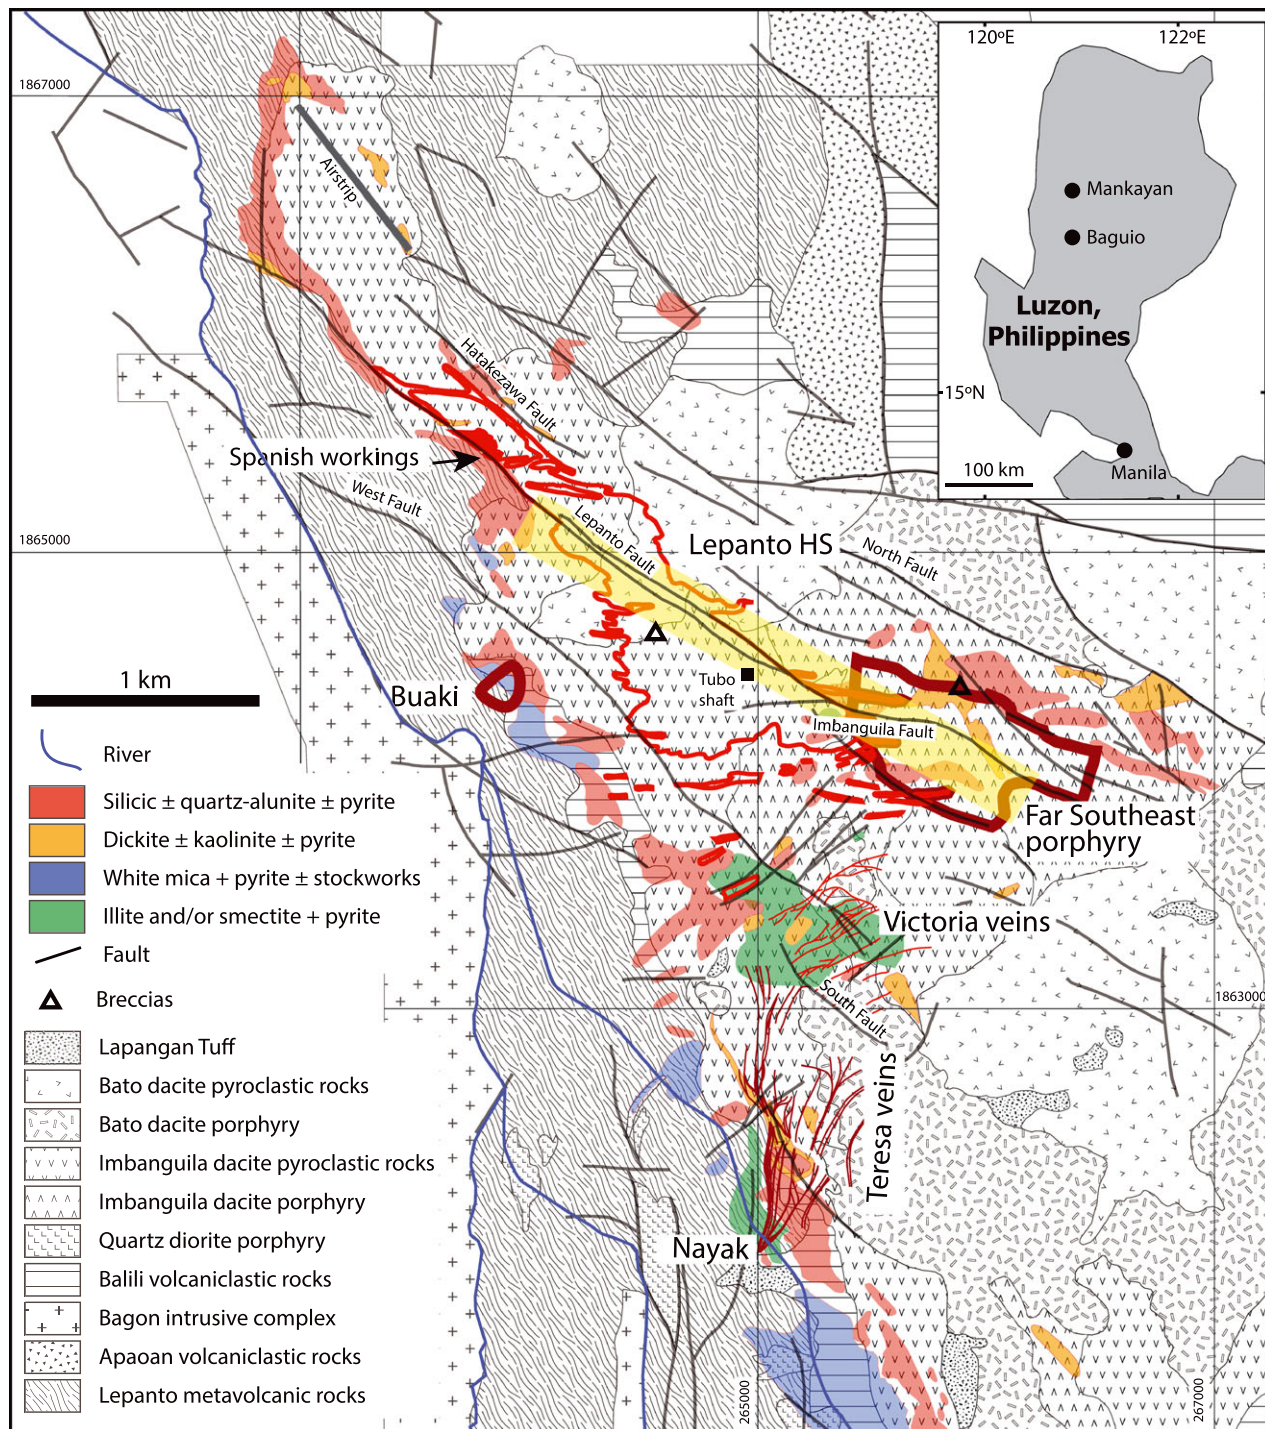 120ºE
122ºE
1867000
Airstrip
Mankayan
Baguio
Luzon,
Philippines
15ºN
100 km
Manila
Hatakezawa Fault
Spanish workings
West Fault
Lepanto Fault
Lepanto HS
North Fault
1865000
Tubo
shaft
Imbanguila Fault
Buaki
1 km
Far Southeast
porphyry
River
Silicic ± quartz-alunite ± pyrite
Dickite ± kaolinite ± pyrite
White mica + pyrite ± stockworks
Illite and/or smectite + pyrite
Fault
Breccias
Victoria veins
South Fault
1863000
Teresa veins
Nayak
Lapangan Tuff
Bato dacite pyroclastic rocks
Bato dacite porphyry
Imbanguila dacite pyroclastic rocks
Imbanguila dacite porphyry
Quartz diorite porphyry
Balili volcaniclastic rocks
Bagon intrusive complex
Apaoan volcaniclastic rocks
Lepanto metavolcanic rocks
265000
267000